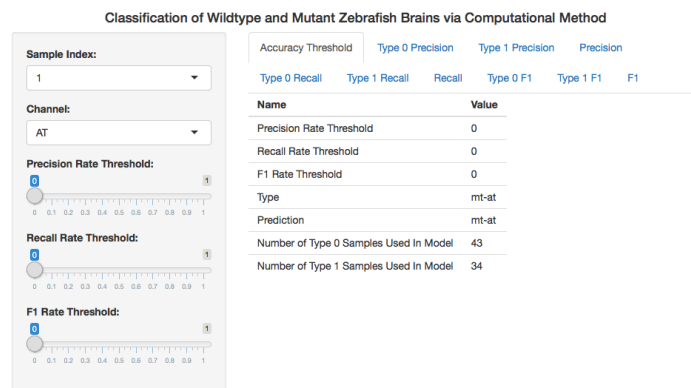 Classification of Wildtype and Mutant Zebrafish Brains via Computational Method
Sample Index:
1
Channel:
AT
Precision Rate Threshold:
0 1
0 0.1 0.2 0.3 0.4 0.5 0.6 0.7 0.8 0.9 1
Recall Rate Threshold:
0 1
0 0.1 0.2 0.3 0.4 0.5 0.6 0.7 0.8 0.9 1
F1 Rate Threshold:
0 1
0 0.1 0.2 0.3 0.4 0.5 0.6 0.7 0.8 0.9 1
Accuracy Threshold Type 0 Precision Type 1 Precision Precision
Type 0 Recall Type 1 Recall Recall Type 0 F1 Type 1 F1 F1
Name Value
Precision Rate Threshold 0
Recall Rate Threshold 0
F1 Rate Threshold 0
Type mt-at
Prediction mt-at
Number of Type 0 Samples Used In Model 43
Number of Type 1 Samples Used In Model 34